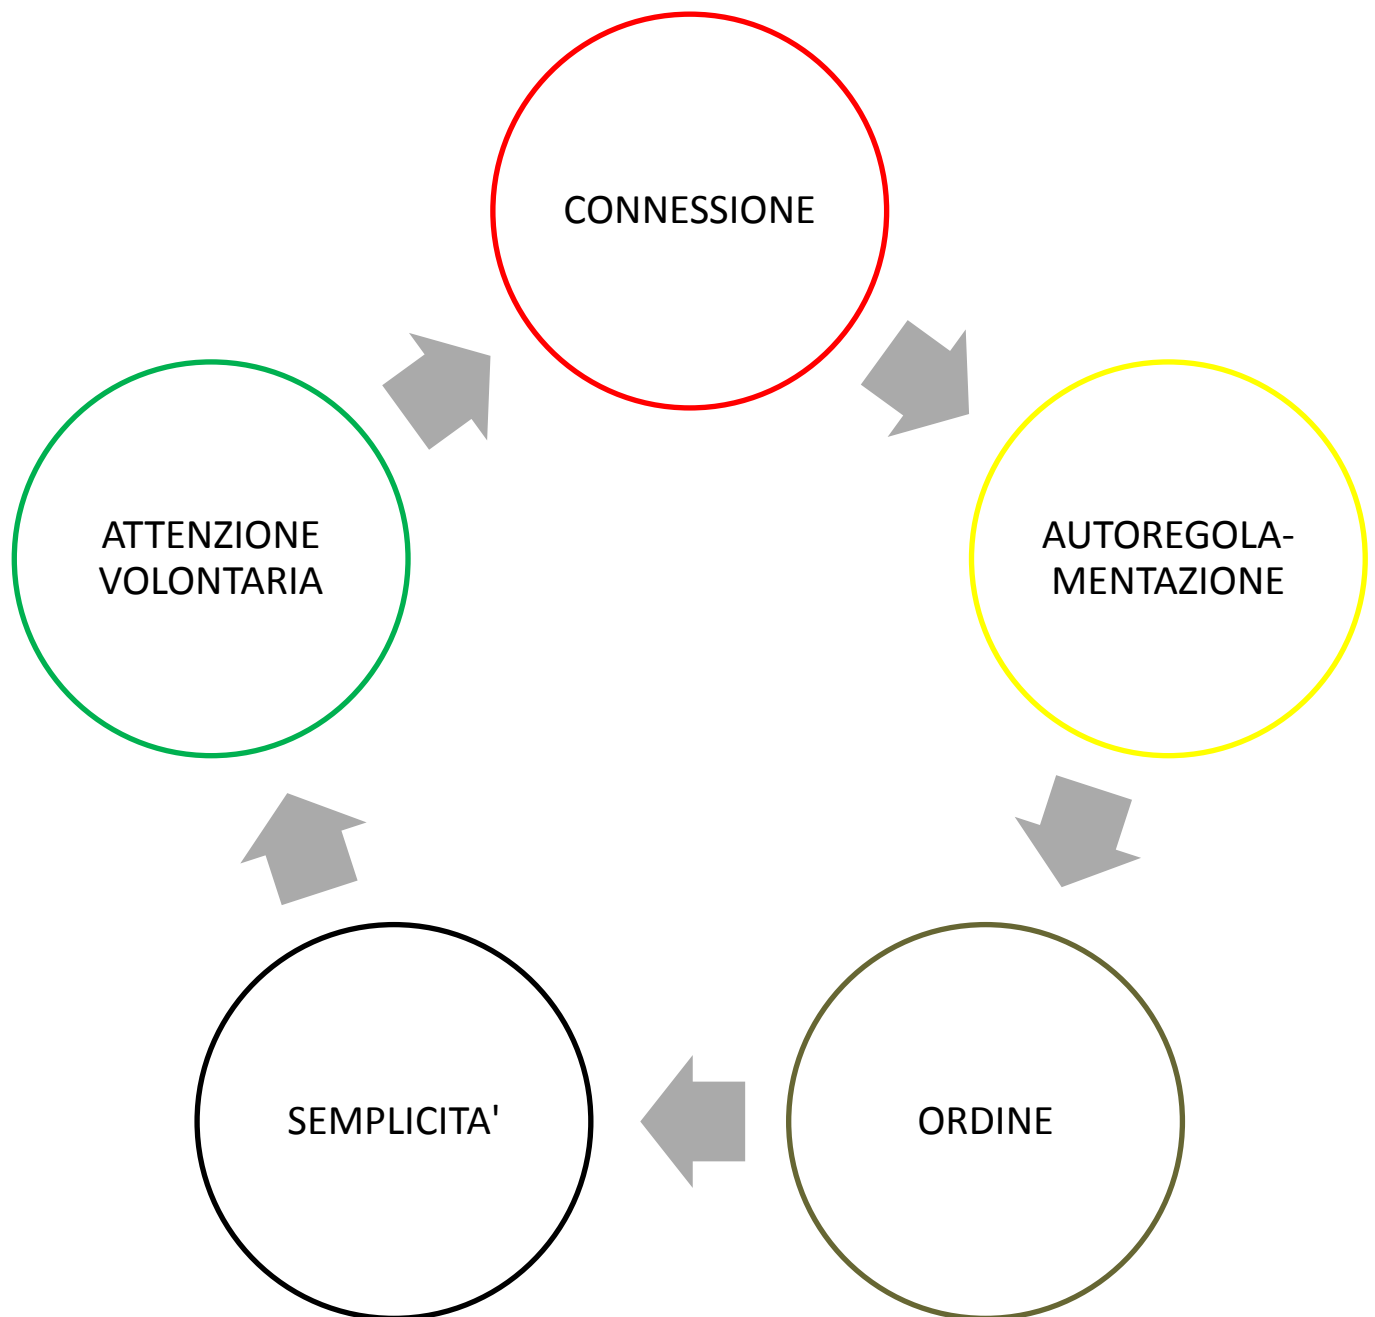 CONNESSIONE
AUTOREGOLA-
MENTAZIONE
ORDINE
SEMPLICITA'
ATTENZIONE
VOLONTARIA